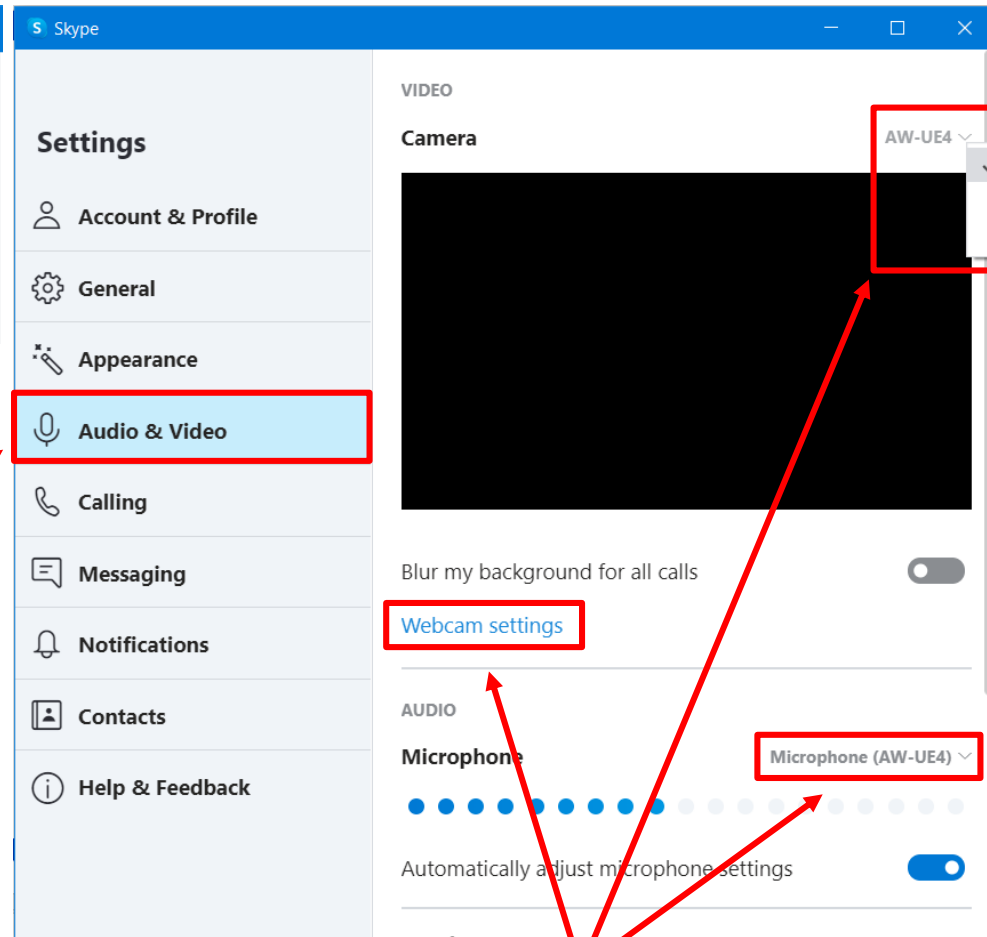 S Skype
Settings
Account & Profile
General
Appearance
Audio & Video
Calling
Messaging
Notifications
Contacts
Help & Feedback
VIDEO
Camera AW-UE4
Blur my background for all calls
Webcam settings
AUDIO
Microphone Microphone (AW-UE4)
Automatically adjust microphone settings